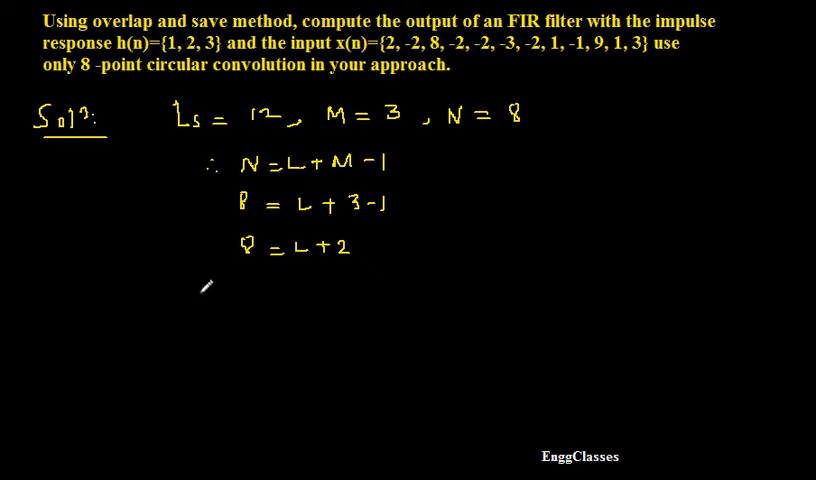 Using overlap and save method, compute the output of an FIR filter with the impulse
response h(n)={1, 2, 3} and the input x(n)={2, -2, 8, -2, -2, -3, -2, 1, -1, 9, 1, 3} use
only 8 -point circular convolution in your approach.
Soln: Ls = 12, M = 3, N = 8
∴ N = L + M - 1
8 = L + 3 - 1
8 = L + 2
EnggClasses